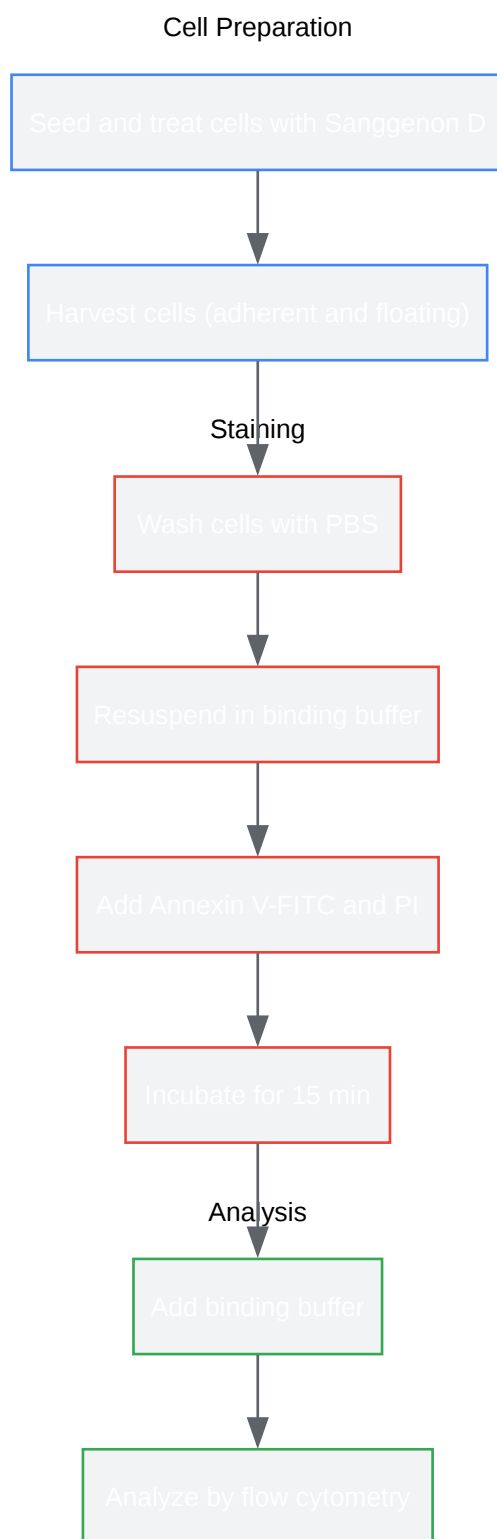 Cell Preparation
Seed and treat cells with Sanggenon D
Harvest cells (adherent and floating)
Staining
Wash cells with PBS
Resuspend in binding buffer
Add Annexin V-FITC and PI
Incubate for 15 min
Analysis
Add binding buffer
Analyze by flow cytometry